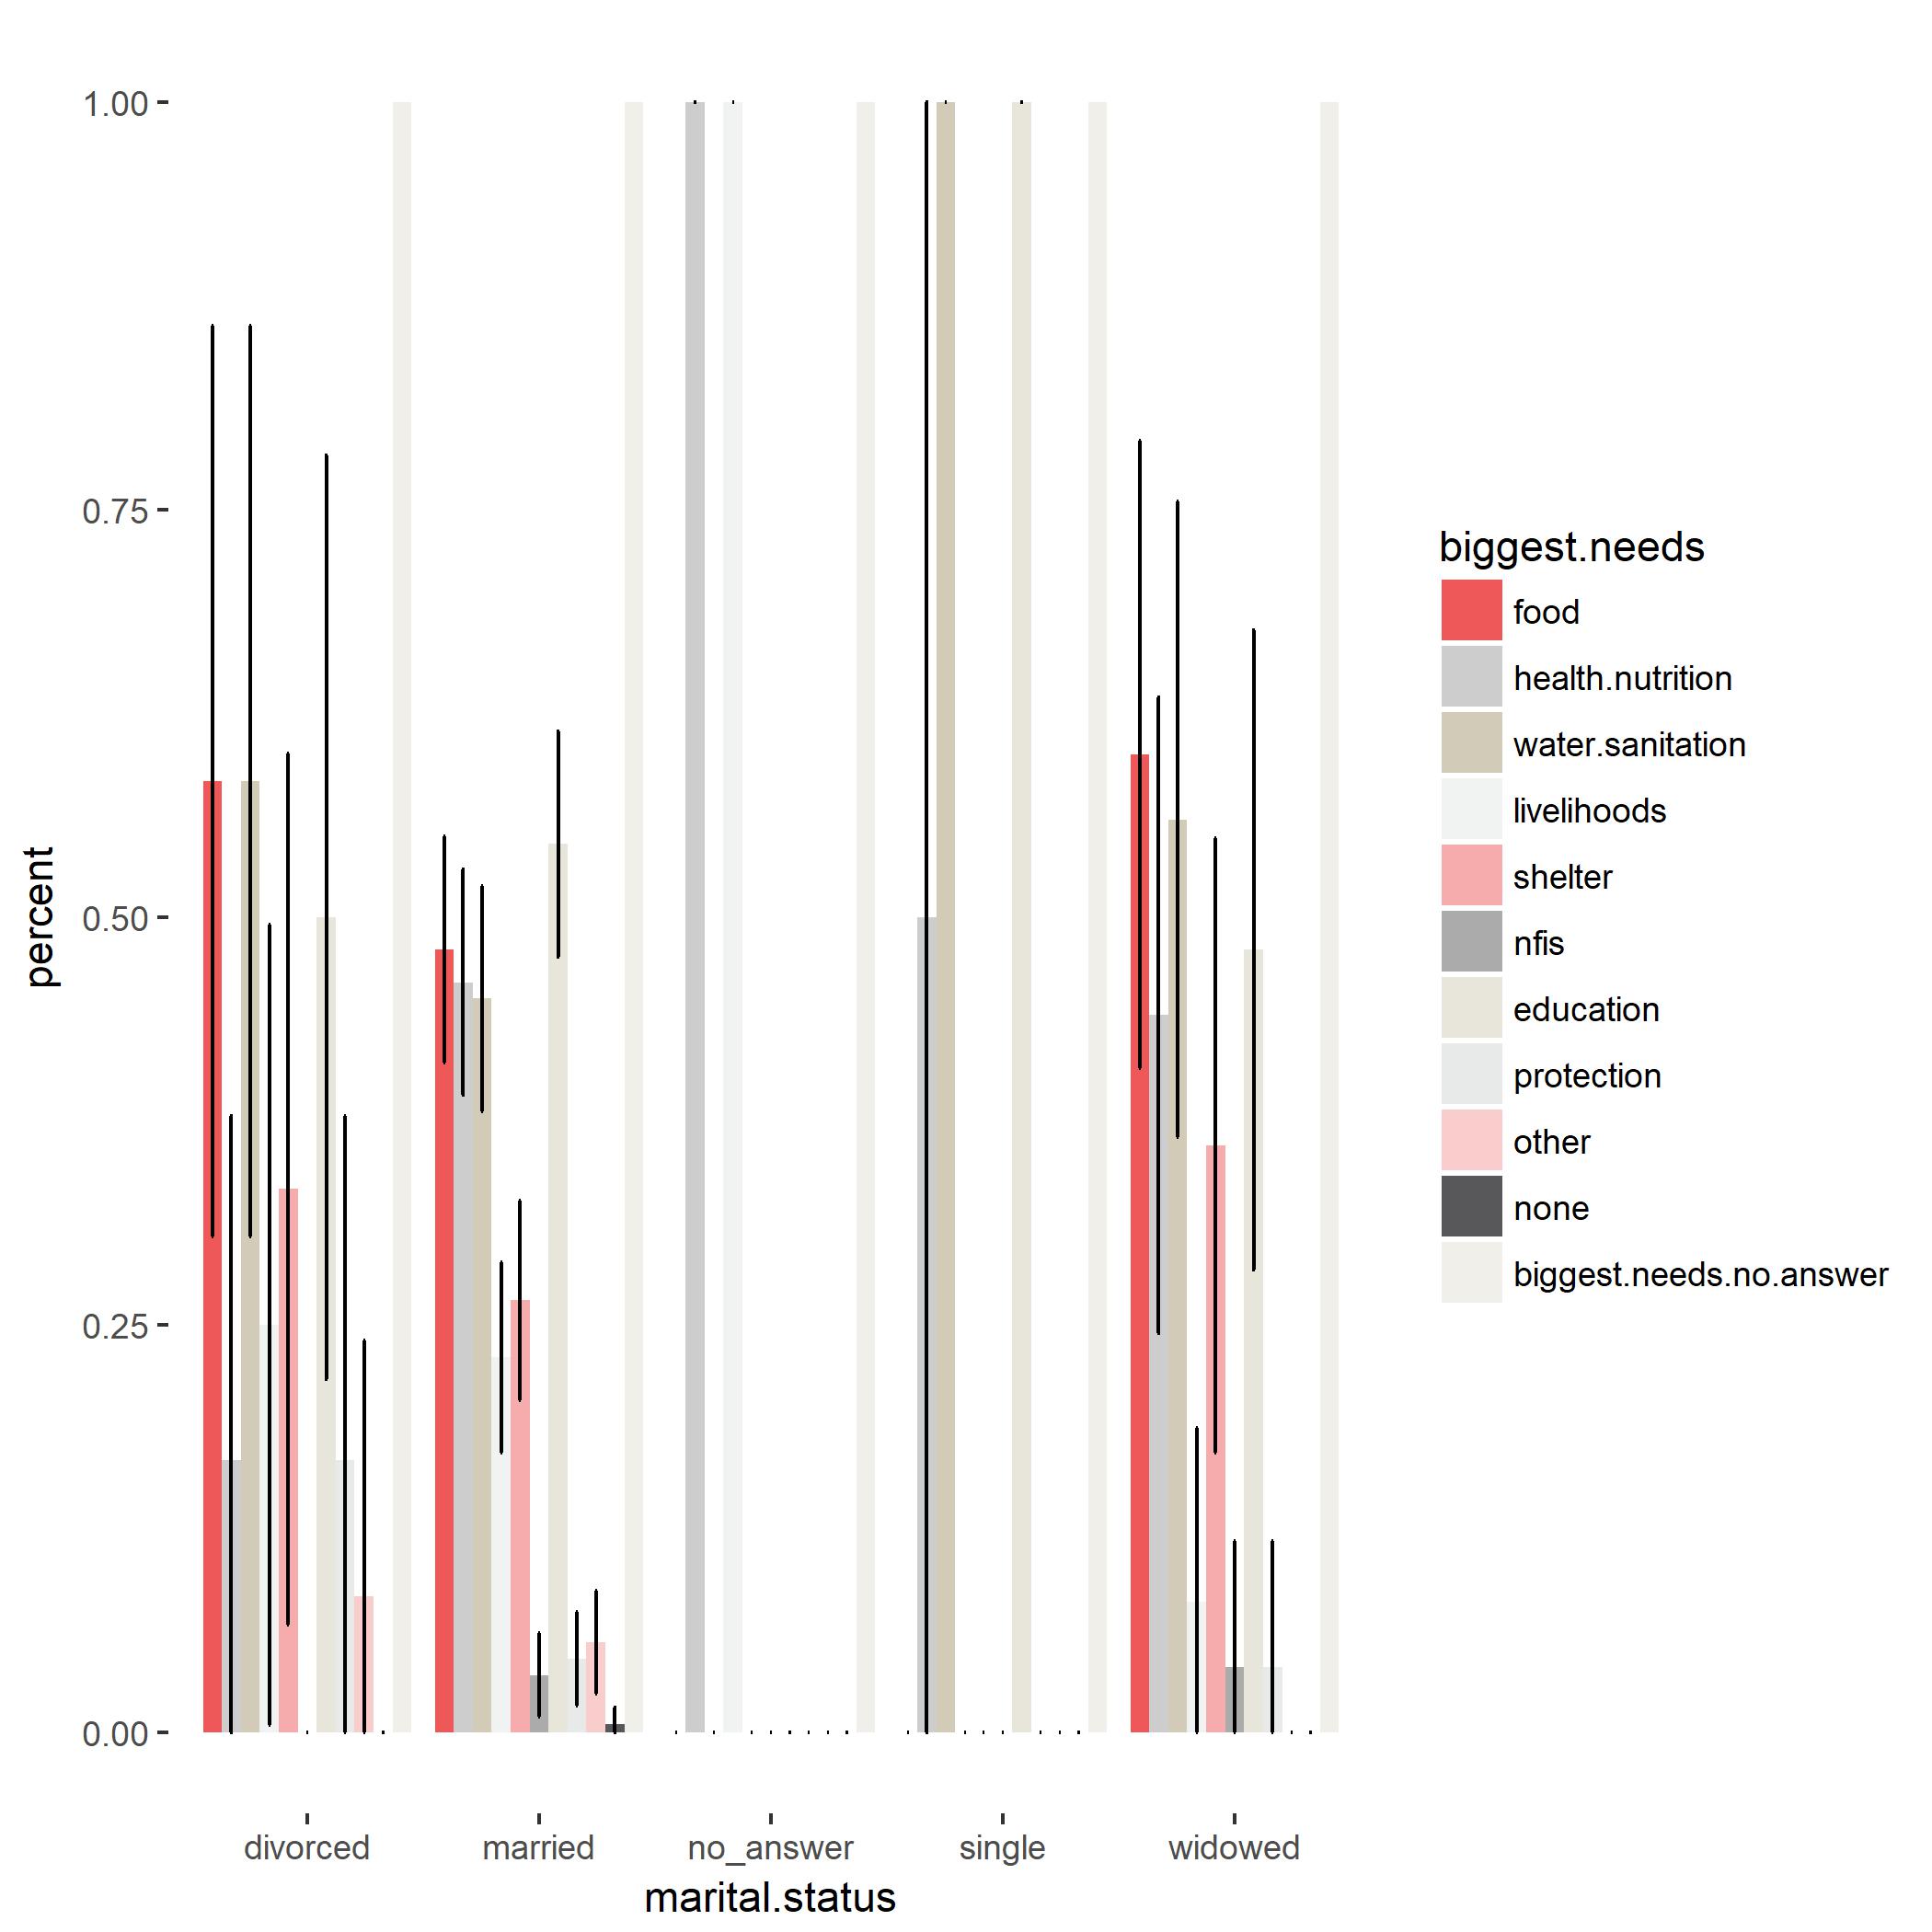 1.00
0.75
0.50
0.25
0.00
percent
divorced
married
no_answer
single
widowed
marital.status
biggest.needs
food
health.nutrition
water.sanitation
livelihoods
shelter
nfis
education
protection
other
none
biggest.needs.no.answer